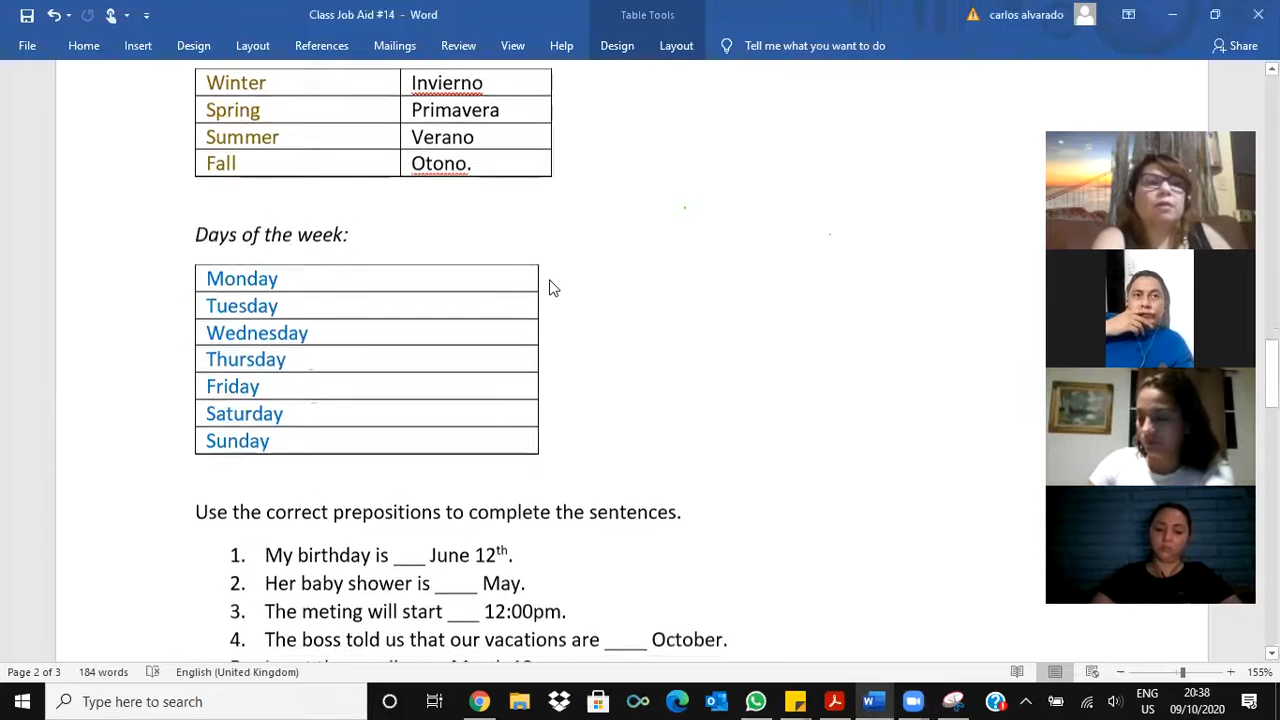 Class Job Aid #14 - Word
Table Tools
carlos alvarado
File Home Insert Design Layout References Mailings Review View Help Design Layout Tell me what you want to do Share
Winter Invierno
Spring Primavera
Summer Verano
Fall Otono.
Days of the week:
Monday
Tuesday
Wednesday
Thursday
Friday
Saturday
Sunday
Use the correct prepositions to complete the sentences.
1. My birthday is ___ June 12th.
2. Her baby shower is ____ May.
3. The meting will start ___ 12:00pm.
4. The boss told us that our vacations are ____ October.
Page 2 of 3 184 words English (United Kingdom) 155%
Type here to search
ENG
US
20:38
09/10/2020